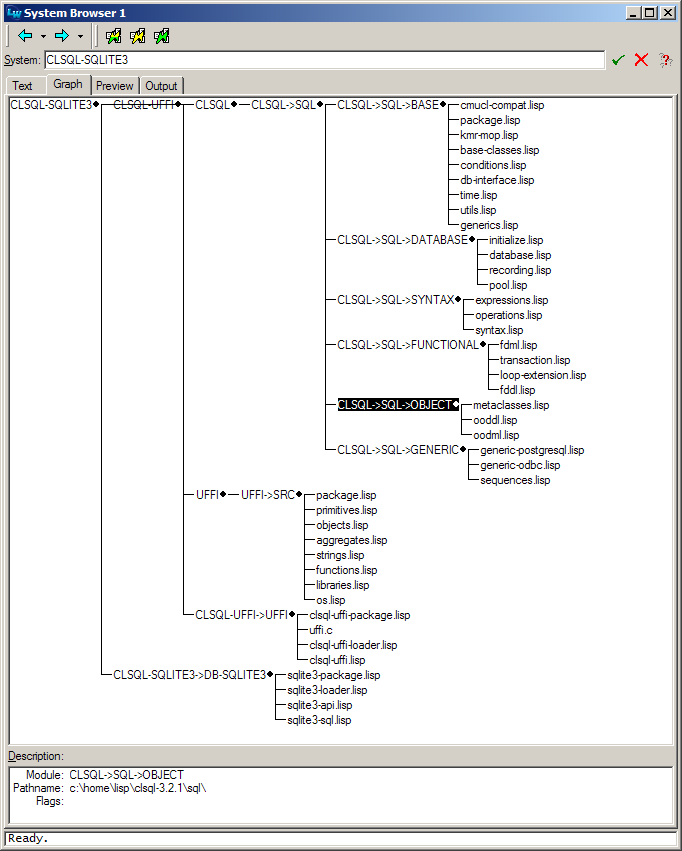 System Browser 1
System: CLSQL-SQLITE3
Text Graph Preview Output
CLSQL-SQLITE3 CLSQL-UFFI CLSQL CLSQL->SQL CLSQL->SQL->BASE cmucl-compat.lisp
package.lisp
kmr-mop.lisp
base-classes.lisp
conditions.lisp
db-interface.lisp
time.lisp
utils.lisp
generics.lisp
CLSQL->SQL->DATABASE initialize.lisp
database.lisp
recording.lisp
pool.lisp
CLSQL->SQL->SYNTAX expressions.lisp
operations.lisp
syntax.lisp
CLSQL->SQL->FUNCTIONAL fdml.lisp
transaction.lisp
loop-extension.lisp
fddl.lisp
CLSQL->SQL->OBJECT metaclasses.lisp
ooddl.lisp
oodml.lisp
CLSQL->SQL->GENERIC generic-postgresql.lisp
generic-odbc.lisp
sequences.lisp
UFFI UFFI->SRC package.lisp
primitives.lisp
objects.lisp
aggregates.lisp
strings.lisp
functions.lisp
libraries.lisp
os.lisp
CLSQL-UFFI->UFFI clsql-uffi-package.lisp
uffi.c
clsql-uffi-loader.lisp
clsql-uffi.lisp
CLSQL-SQLITE3->DB-SQLITE3 sqlite3-package.lisp
sqlite3-loader.lisp
sqlite3-api.lisp
sqlite3-sql.lisp
Description:
Module: CLSQL->SQL->OBJECT
Pathname: c:\home\lisp\clsql-3.2.1\sql\
Flags:
Ready.